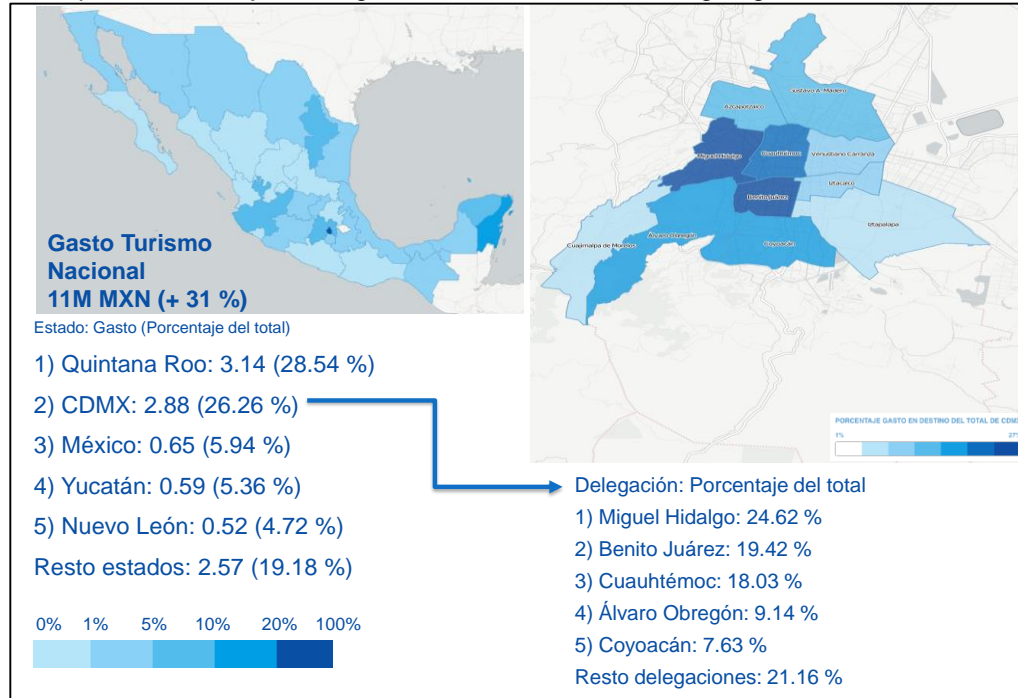 Gustavo A. Madero
Azcapotzalco
Miguel Hidalgo
Cuauhtémoc
Venustiano Carranza
Iztacalco
Benito Juárez
Iztapalapa
Álvaro Obregón
Coyoacán
Cuajimalpa de Morelos
Gasto Turismo
Nacional
11M MXN (+ 31 %)
Estado: Gasto (Porcentaje del total)
1) Quintana Roo: 3.14 (28.54 %)
2) CDMX: 2.88 (26.26 %)
3) México: 0.65 (5.94 %)
4) Yucatán: 0.59 (5.36 %)
5) Nuevo León: 0.52 (4.72 %)
Resto estados: 2.57 (19.18 %)
0% 1% 5% 10% 20% 100%
PORCENTAJE GASTO EN DESTINO DEL TOTAL DE CDMX
1% 27%
Delegación: Porcentaje del total
1) Miguel Hidalgo: 24.62 %
2) Benito Juárez: 19.42 %
3) Cuauhtémoc: 18.03 %
4) Álvaro Obregón: 9.14 %
5) Coyoacán: 7.63 %
Resto delegaciones: 21.16 %